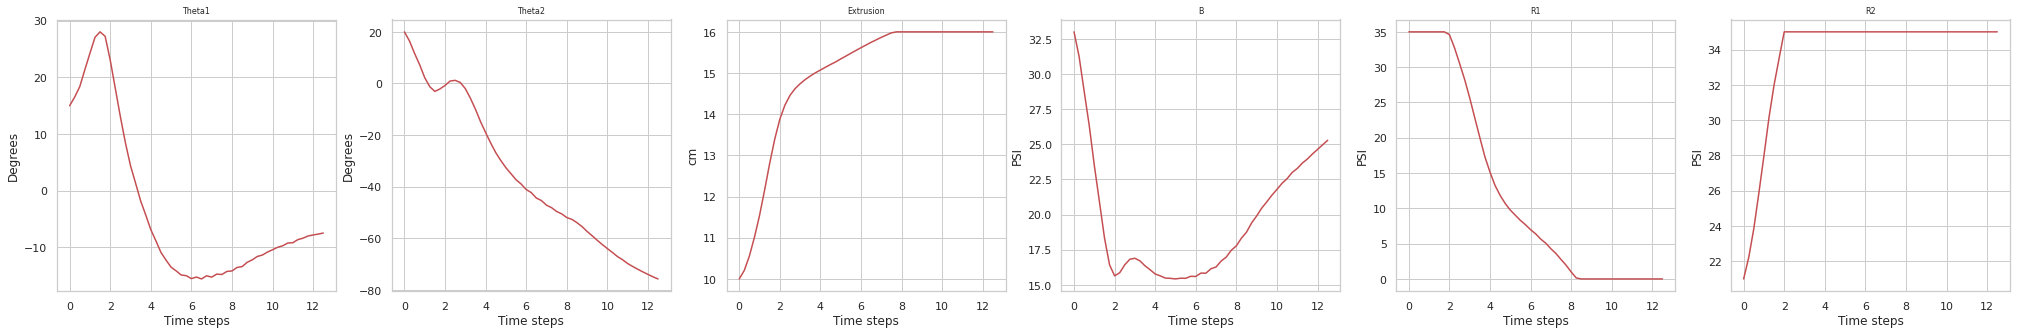 Theta1
Degrees
30
20
10
0
−10
0 2 4 6 8 10 12
Time steps
Theta2
Degrees
20
0
−20
−40
−60
−80
0 2 4 6 8 10 12
Time steps
Extrusion
cm
16
15
14
13
12
11
10
0 2 4 6 8 10 12
Time steps
B
PSI
32.5
30.0
27.5
25.0
22.5
20.0
17.5
15.0
0 2 4 6 8 10 12
Time steps
R1
PSI
35
30
25
20
15
10
5
0
0 2 4 6 8 10 12
Time steps
R2
PSI
34
32
30
28
26
24
22
0 2 4 6 8 10 12
Time steps